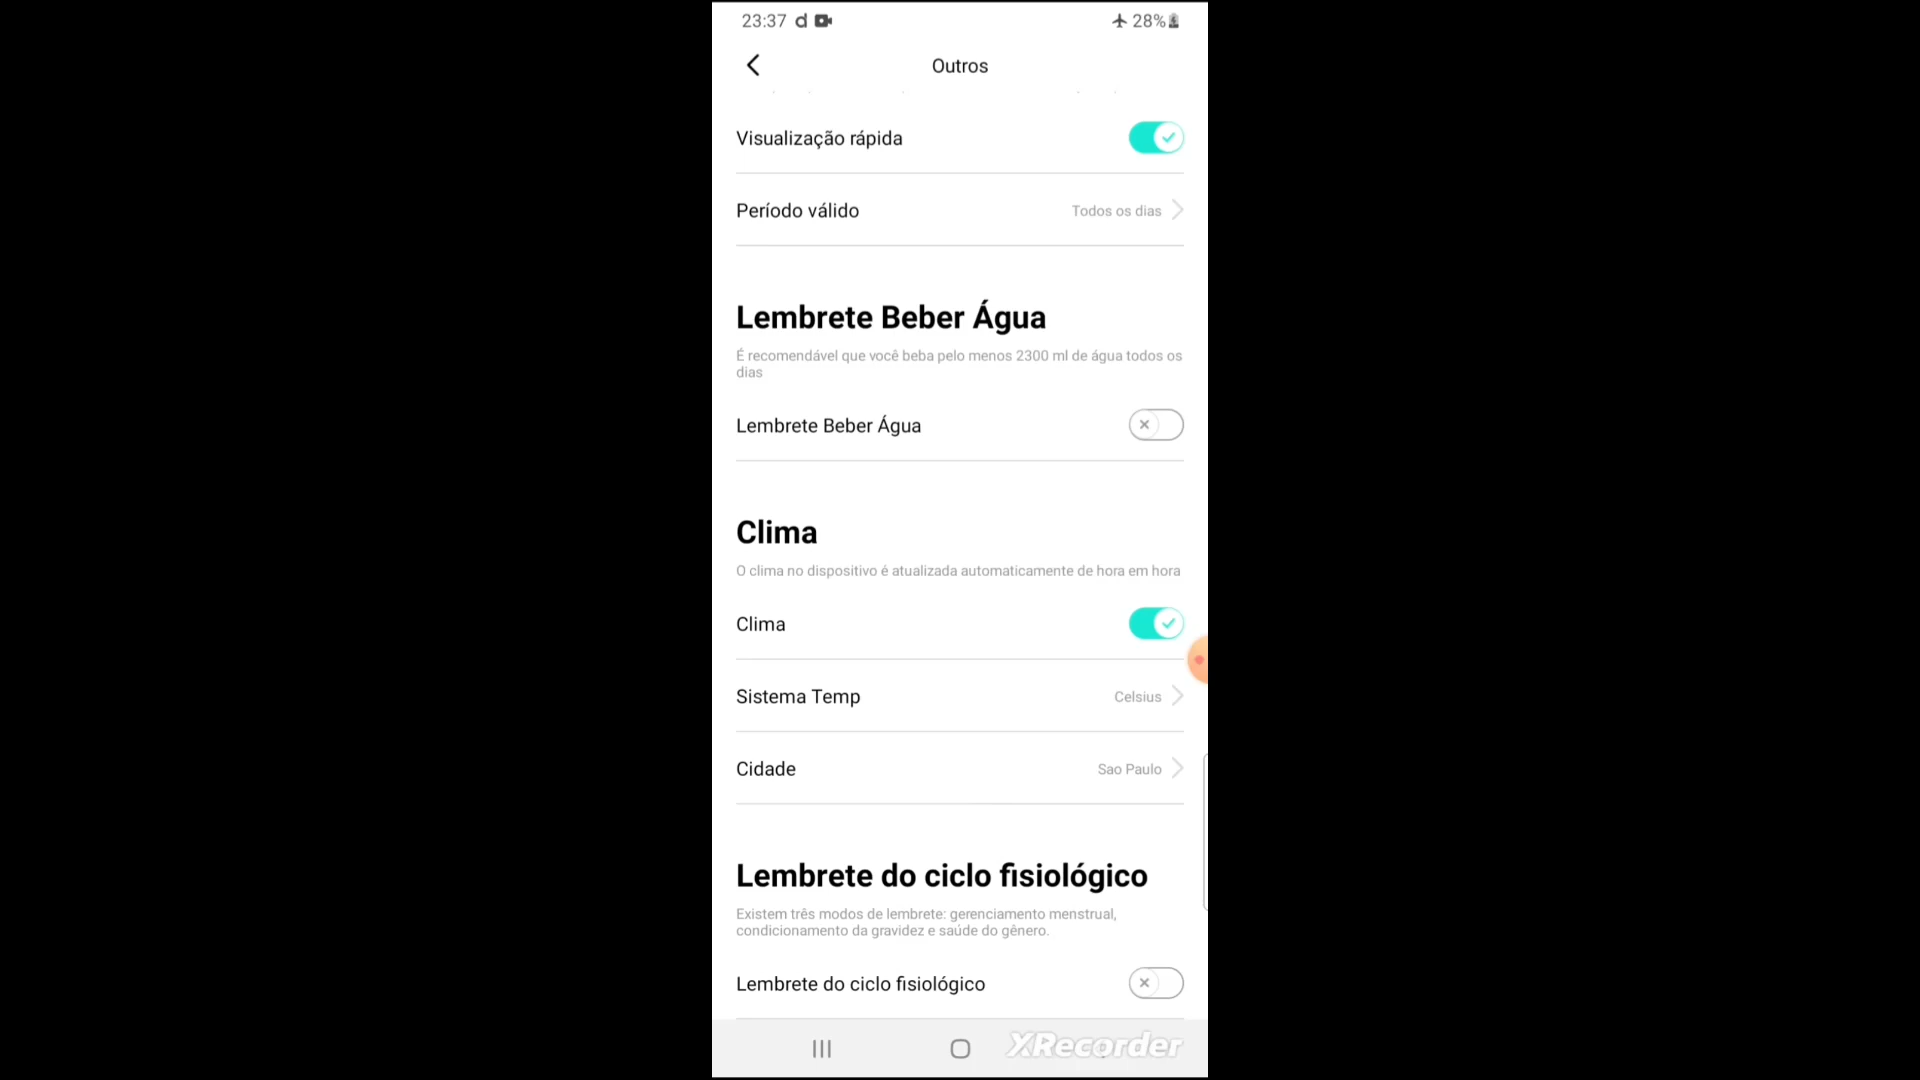 23:37 d 28%
Outros
Visualização rápida
Período válido Todos os dias
Lembrete Beber Água
É recomendável que você beba pelo menos 2300 ml de água todos os
dias
Lembrete Beber Água
Clima
O clima no dispositivo é atualizada automaticamente de hora em hora
Clima
Sistema Temp Celsius
Cidade Sao Paulo
Lembrete do ciclo fisiológico
Existem três modos de lembrete: gerenciamento menstrual,
condicionamento da gravidez e saúde do gênero.
Lembrete do ciclo fisiológico
XRecorder